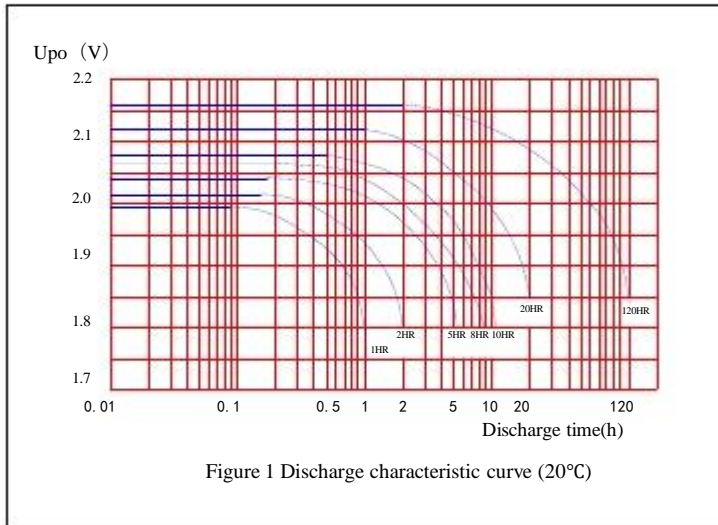 Upo (V)
2.2
2.1
2.0
1.9
1.8
1.7
20HR 120HR
2HR 5HR 8HR 10HR
1HR
0.01 0.1 0.5 1 2 5 10 20 120
Discharge time(h)
Figure 1 Discharge characteristic curve (20℃)